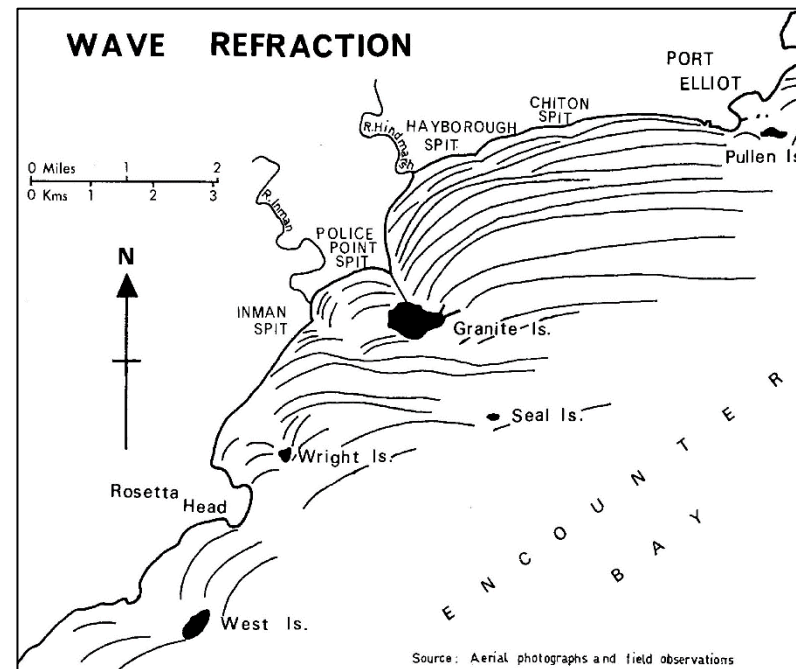 WAVE REFRACTION
PORT
ELLIOT
CHITON
SPIT
HAYBOROUGH
SPIT
R.Hindmarsh
Pullen Is.
0 Miles 1 2
0 Kms 1 2 3
R. Inman
POLICE
POINT
SPIT
N
INMAN
SPIT
Granite Is.
Seal Is.
Wright Is.
Rosetta
Head
ENCOUNTER
BAY
West Is.
Source: Aerial photographs and field observations